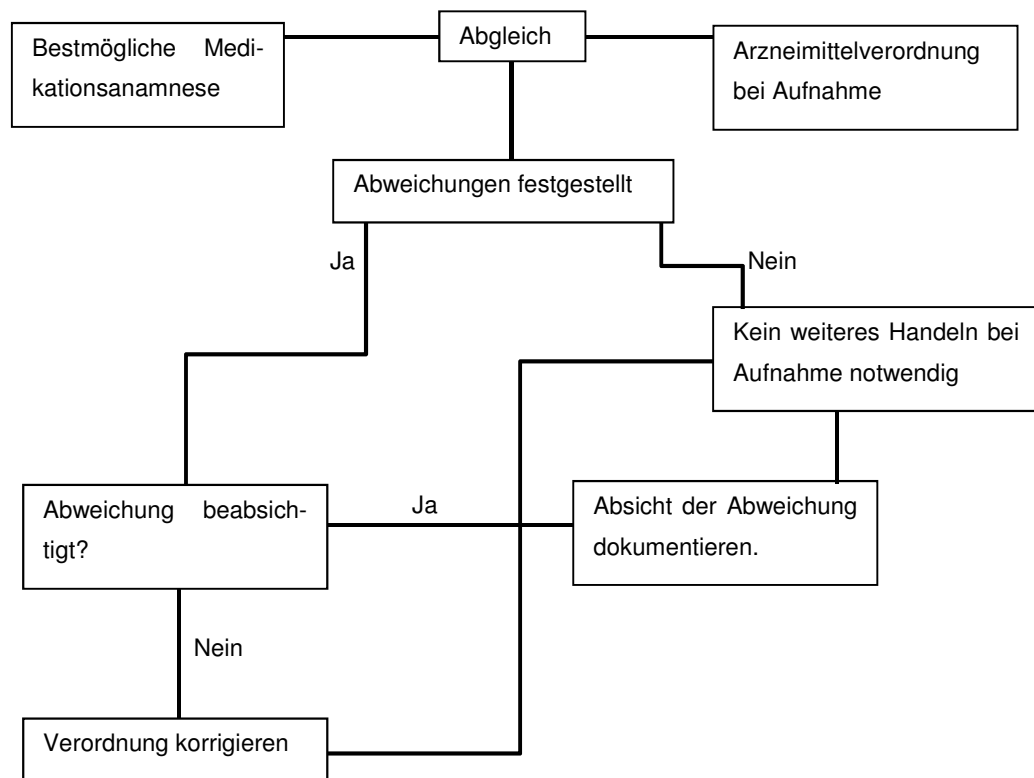 Bestmögliche Medi-
kationsanamnese
Abgleich
Arzneimittelverordnung
bei Aufnahme
Abweichungen festgestellt
Ja
Nein
Kein weiteres Handeln bei
Aufnahme notwendig
Abweichung beabsich-
tigt?
Ja
Absicht der Abweichung
dokumentieren.
Nein
Verordnung korrigieren